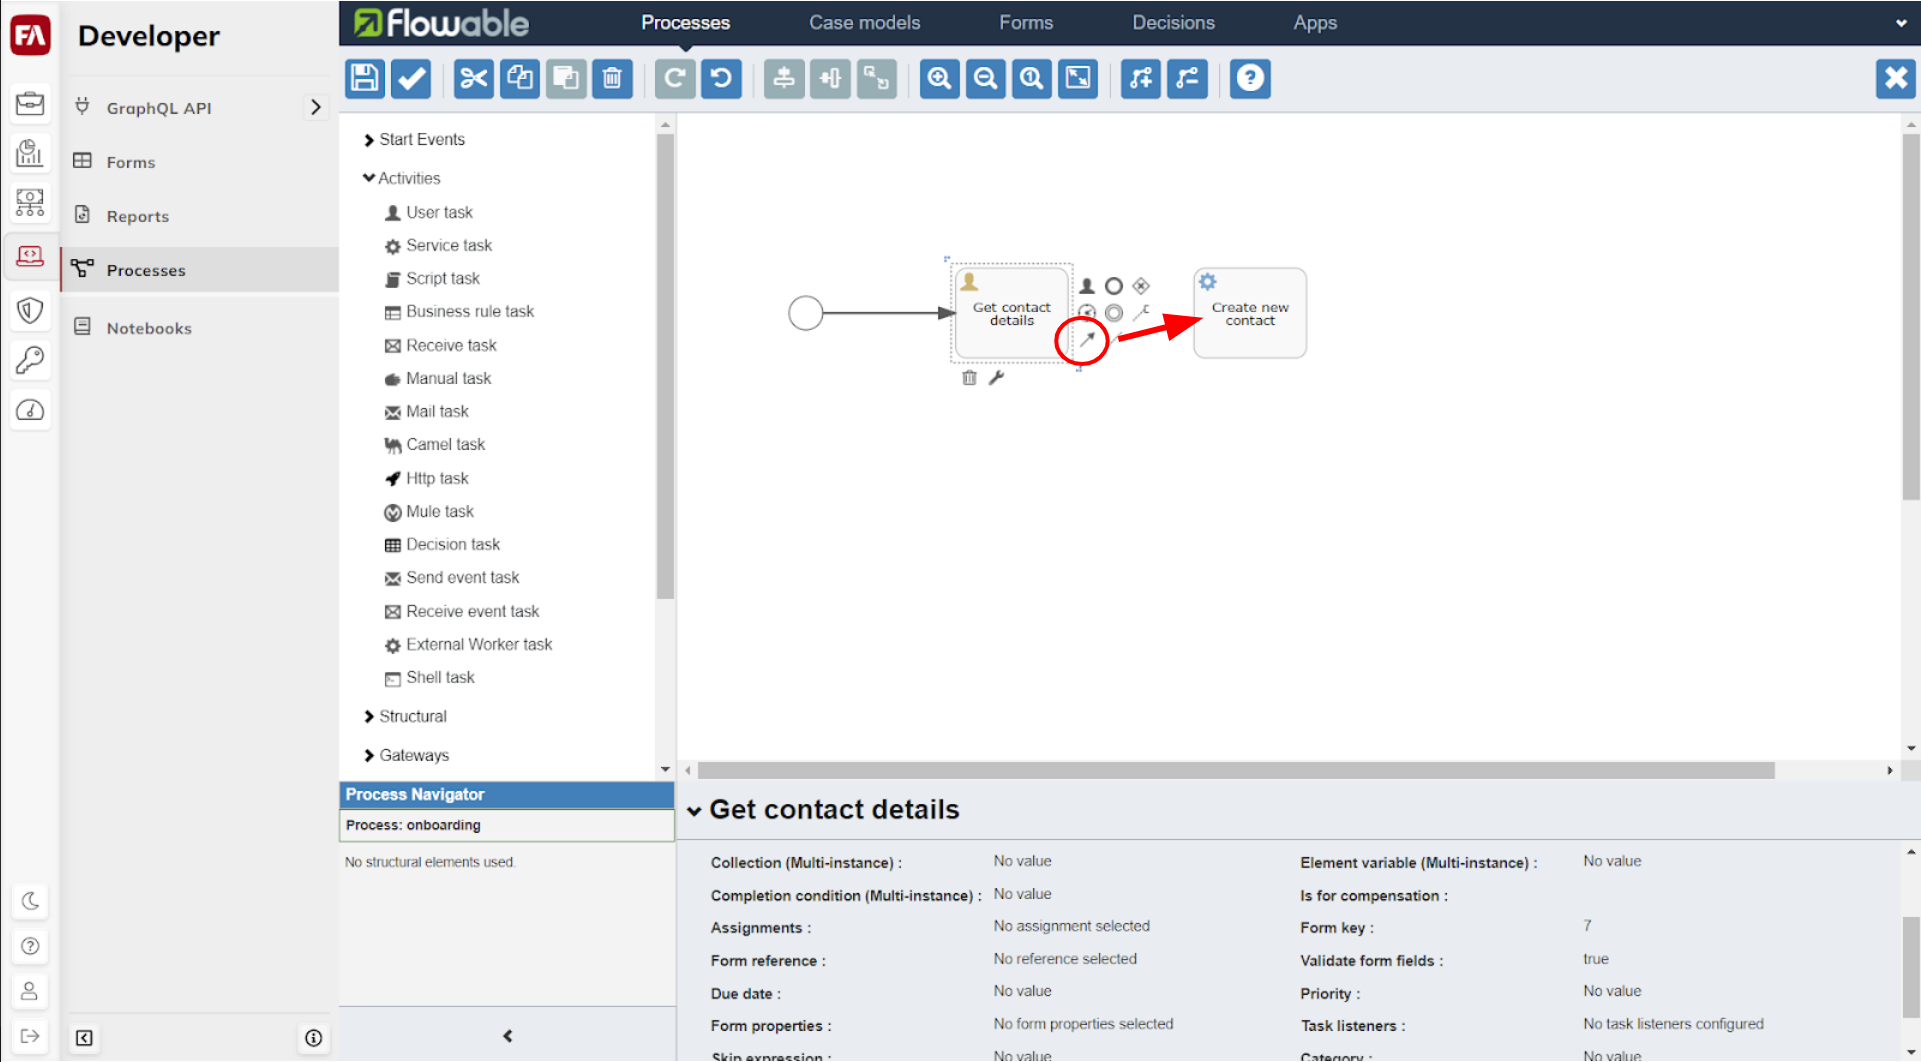 FA
Developer
GraphQL API
Forms
Reports
Processes
Notebooks
Flowable
Processes
Case models
Forms
Decisions
Apps
Start Events
Activities
User task
Service task
Script task
Business rule task
Receive task
Manual task
Mail task
Camel task
Http task
Mule task
Decision task
Send event task
Receive event task
External Worker task
Shell task
Structural
Gateways
Get contact
details
Create new
contact
Process Navigator
Process: onboarding
No structural elements used.
Get contact details
Collection (Multi-instance) : No value
Element variable (Multi-instance) : No value
Completion condition (Multi-instance) : No value
Is for compensation :
Assignments : No assignment selected
Form key : 7
Form reference : No reference selected
Validate form fields : true
Due date : No value
Priority : No value
Form properties : No form properties selected
Task listeners : No task listeners configured
Skip expression : No value
Category : No value